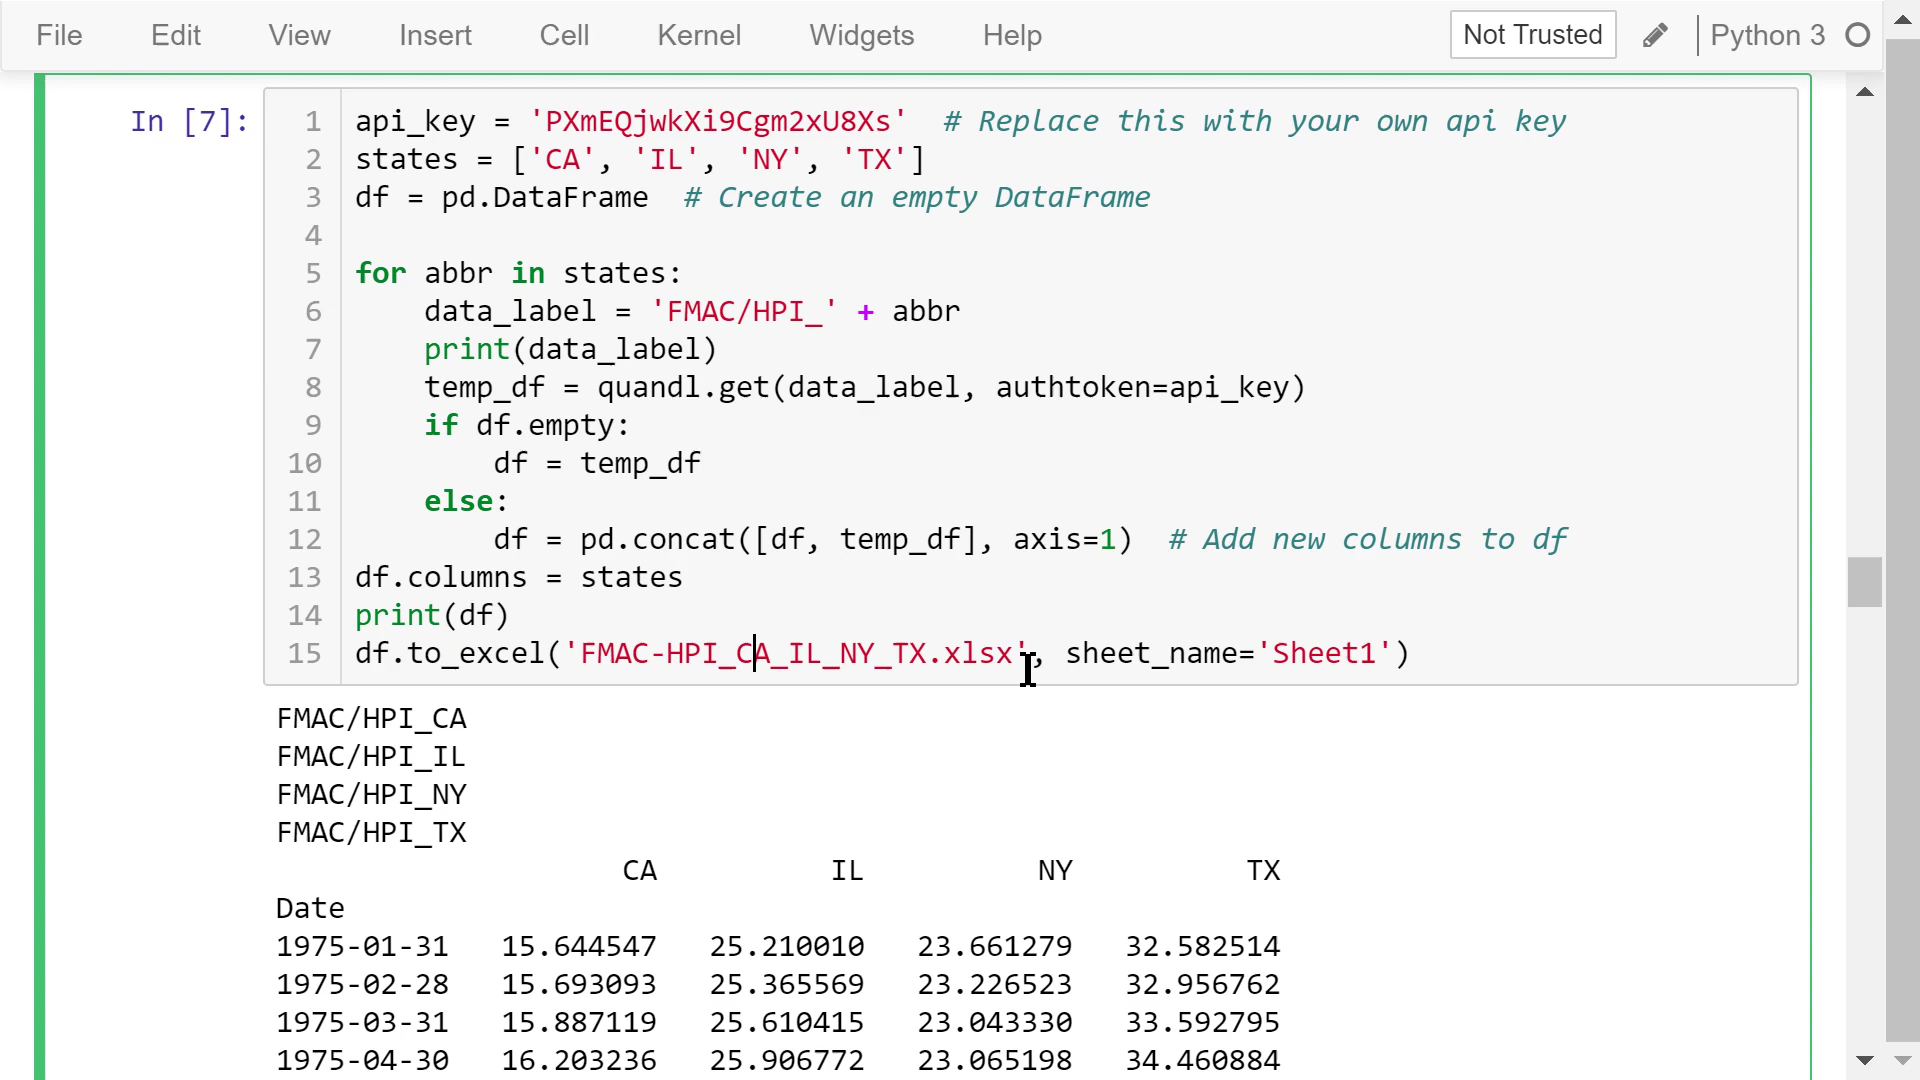 File Edit View Insert Cell Kernel Widgets Help Not Trusted Python 3
In [7]:
1 api_key = 'PXmEQjwkXi9Cgm2xU8Xs'  # Replace this with your own api key
2 states = ['CA', 'IL', 'NY', 'TX']
3 df = pd.DataFrame  # Create an empty DataFrame
4
5 for abbr in states:
6     data_label = 'FMAC/HPI_' + abbr
7     print(data_label)
8     temp_df = quandl.get(data_label, authtoken=api_key)
9     if df.empty:
10         df = temp_df
11     else:
12         df = pd.concat([df, temp_df], axis=1)  # Add new columns to df
13 df.columns = states
14 print(df)
15 df.to_excel('FMAC-HPI_CA_IL_NY_TX.xlsx', sheet_name='Sheet1')
FMAC/HPI_CA
FMAC/HPI_IL
FMAC/HPI_NY
FMAC/HPI_TX
CA IL NY TX
Date
1975-01-31 15.644547 25.210010 23.661279 32.582514
1975-02-28 15.693093 25.365569 23.226523 32.956762
1975-03-31 15.887119 25.610415 23.043330 33.592795
1975-04-30 16.203236 25.906772 23.065198 34.460884